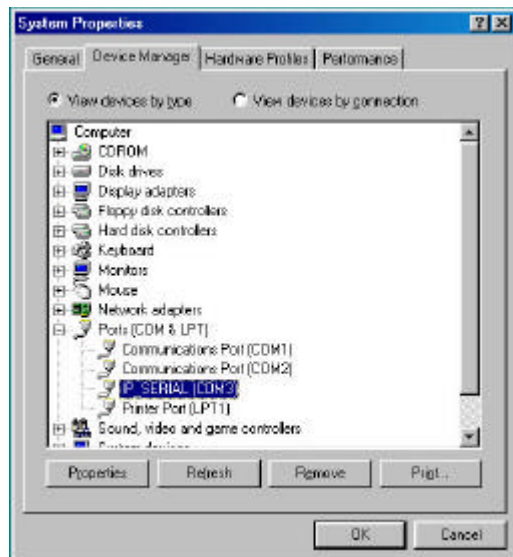 System Properties
General Device Manager Hardware Profiles Performance
View devices by type View devices by connection
Computer
CDROM
Disk drives
Display adapters
Floppy disk controllers
Hard disk controllers
Keyboard
Monitors
Mouse
Network adapters
Ports (COM & LPT)
Communications Port (COM1)
Communications Port (COM2)
IP_SERIAL (COM3)
Printer Port (LPT1)
Sound, video and game controllers
System devices
Properties Refresh Remove Print...
OK Cancel